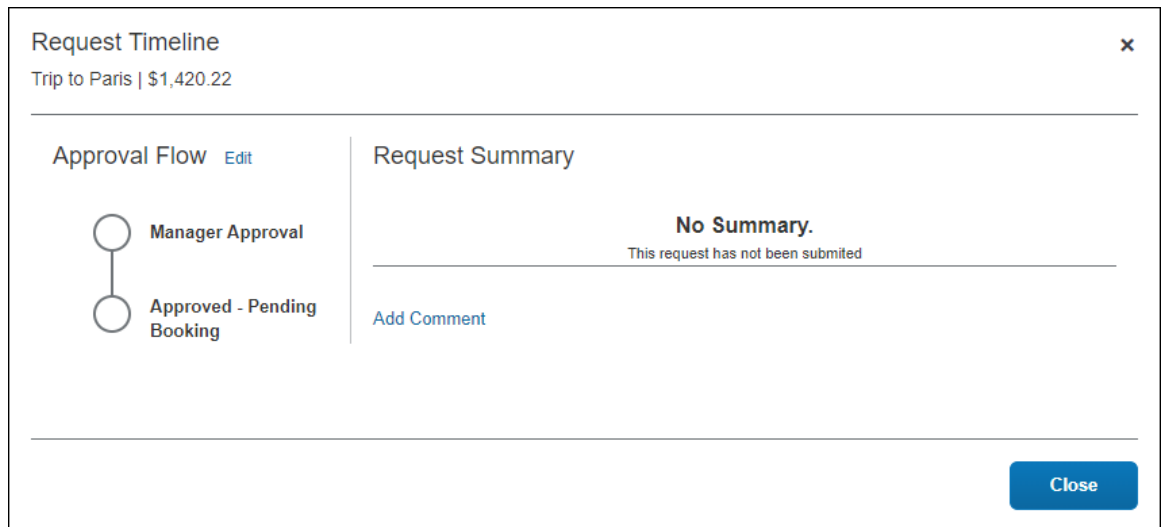 Request Timeline
×
Trip to Paris | $1,420.22
Approval Flow Edit
Manager Approval
Approved - Pending
Booking
Request Summary
No Summary.
This request has not been submited
Add Comment
Close